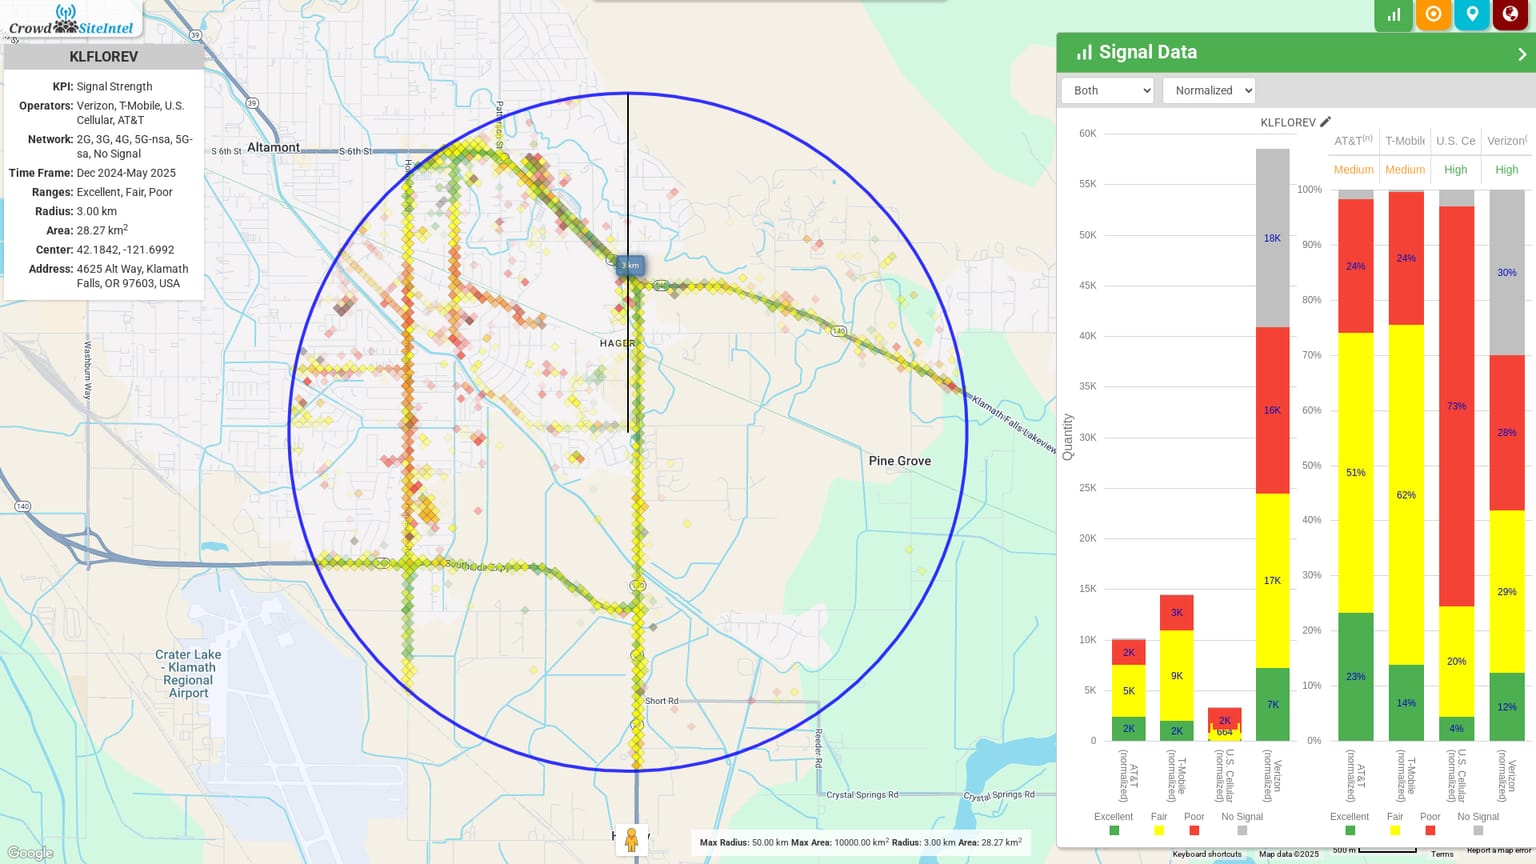 Crowd SiteIntel
KLFLOREV
KPI: Signal Strength
Operators: Verizon, T-Mobile, U.S.
Cellular, AT&T
Network: 2G, 3G, 4G, 5G-nsa, 5G-
sa, No Signal
Time Frame: Dec 2024-May 2025
Ranges: Excellent, Fair, Poor
Radius: 3.00 km
Area: 28.27 km²
Center: 42.1842, -121.6992
Address: 4625 Alt Way, Klamath
Falls, OR 97603, USA
39
39
Altamont
S 6th St
S 6th St
Patterson St
3 km
140
HAGER
140
Washburn Way
Klamath-Falls-Lakeview
Pine Grove
140
Southside Expy
Crater Lake
- Klamath
Regional
Airport
Short Rd
Reeder Rd
Crystal Springs Rd
Crystal Springs Rd
Google
Max Radius: 50.00 km Max Area: 10000.00 km² Radius: 3.00 km Area: 28.27 km²
Signal Data
Both
Normalized
KLFLOREV
Quantity
60K
55K
50K
45K
40K
35K
30K
25K
20K
15K
10K
5K
0
2K
5K
2K
3K
9K
2K
2K
664
18K
16K
17K
7K
AT&T
(normalized)
T-Mobile
(normalized)
U.S. Cellular
(normalized)
Verizon
(normalized)
Excellent
Fair
Poor
No Signal
AT&T(n)
T-Mobile
U.S. Ce
Verizon(
Medium
Medium
High
High
100%
90%
80%
70%
60%
50%
40%
30%
20%
10%
0%
24%
51%
23%
24%
62%
14%
73%
20%
4%
30%
28%
29%
12%
AT&T
(normalized)
T-Mobile
(normalized)
U.S. Cellular
(normalized)
Verizon
(normalized)
Excellent
Fair
Poor
No Signal
Keyboard shortcuts
Map data ©2025
500 m
Terms
Report a map error